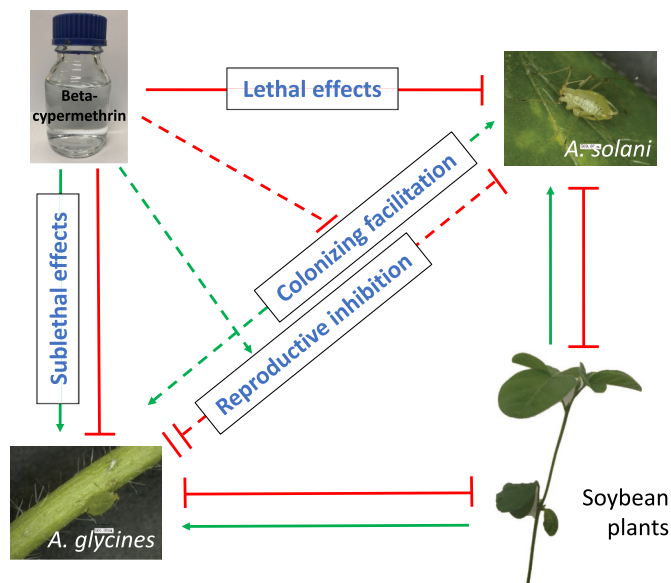 Beta-
cypermethrin
Lethal effects
A. solani
Colonizing facilitation
Reproductive inhibition
Sublethal effects
A. glycines
Soybean
plants